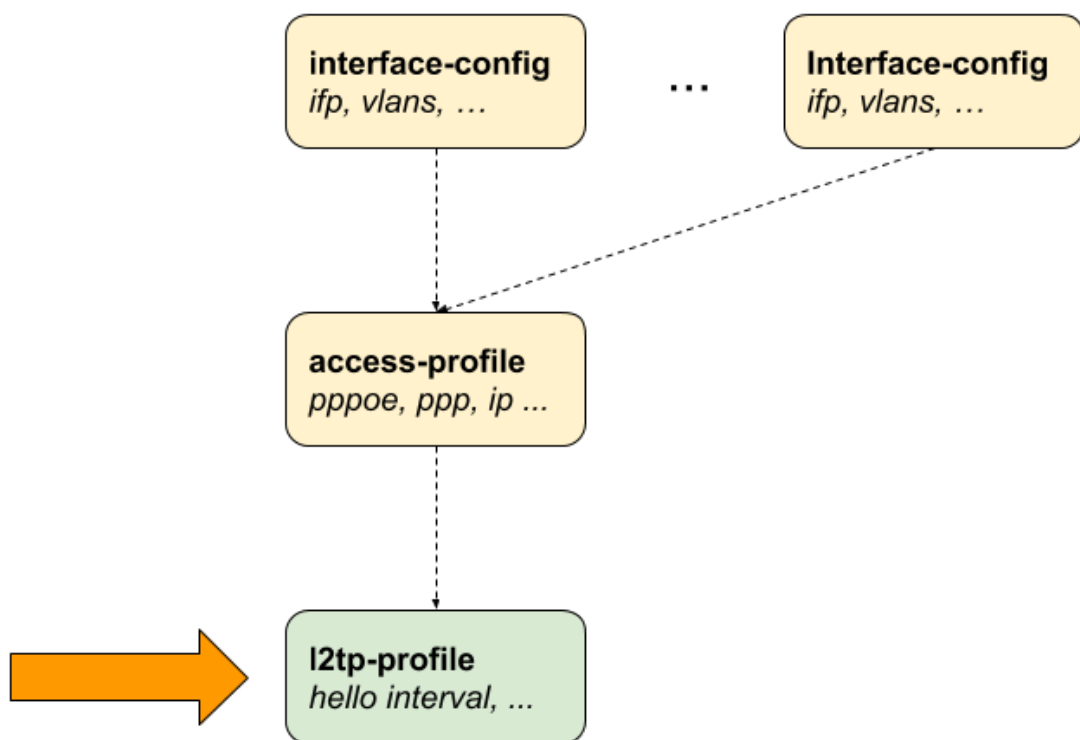 interface-config
ifp, vlans, …
...
Interface-config
ifp, vlans, …
access-profile
pppoe, ppp, ip ...
l2tp-profile
hello interval, ...